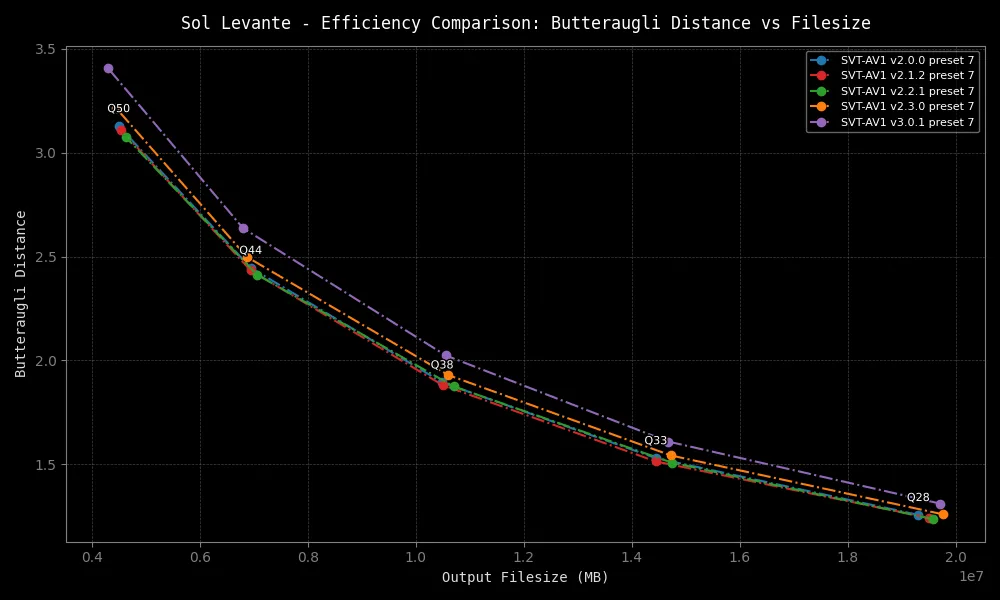 Sol Levante - Efficiency Comparison: Butteraugli Distance vs Filesize
3.5
3.0
2.5
2.0
1.5
Butteraugli Distance
SVT-AV1 v2.0.0 preset 7
SVT-AV1 v2.1.2 preset 7
SVT-AV1 v2.2.1 preset 7
SVT-AV1 v2.3.0 preset 7
SVT-AV1 v3.0.1 preset 7
Q50
Q44
Q38
Q33
Q28
0.4 0.6 0.8 1.0 1.2 1.4 1.6 1.8 2.0
1e7
Output Filesize (MB)